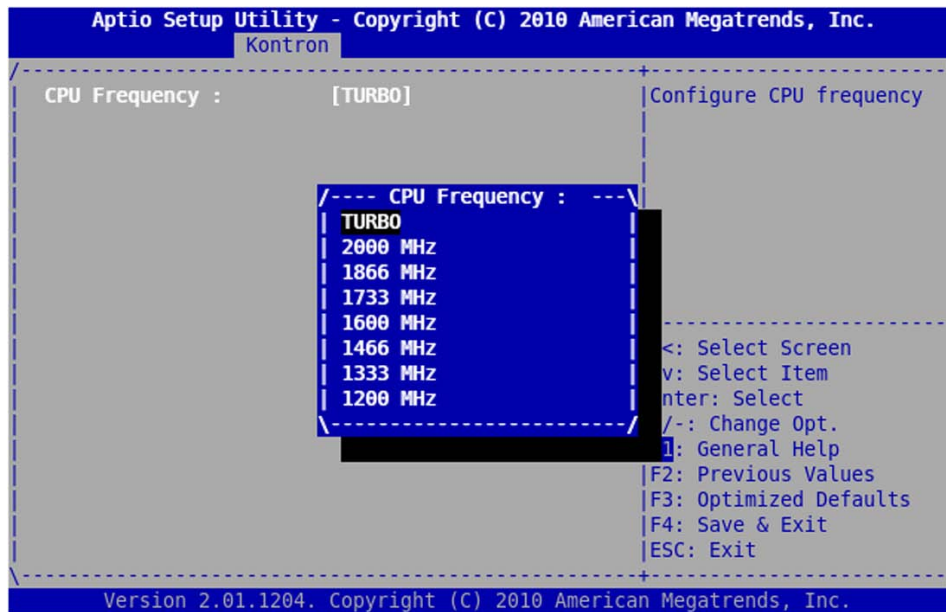 Aptio Setup Utility - Copyright (C) 2010 American Megatrends, Inc.
Kontron
CPU Frequency : [TURBO]
Configure CPU frequency
CPU Frequency :
TURBO
2000 MHz
1866 MHz
1733 MHz
1600 MHz
1466 MHz
1333 MHz
1200 MHz
<: Select Screen
v: Select Item
nter: Select
/-: Change Opt.
1: General Help
F2: Previous Values
F3: Optimized Defaults
F4: Save & Exit
ESC: Exit
Version 2.01.1204. Copyright (C) 2010 American Megatrends, Inc.